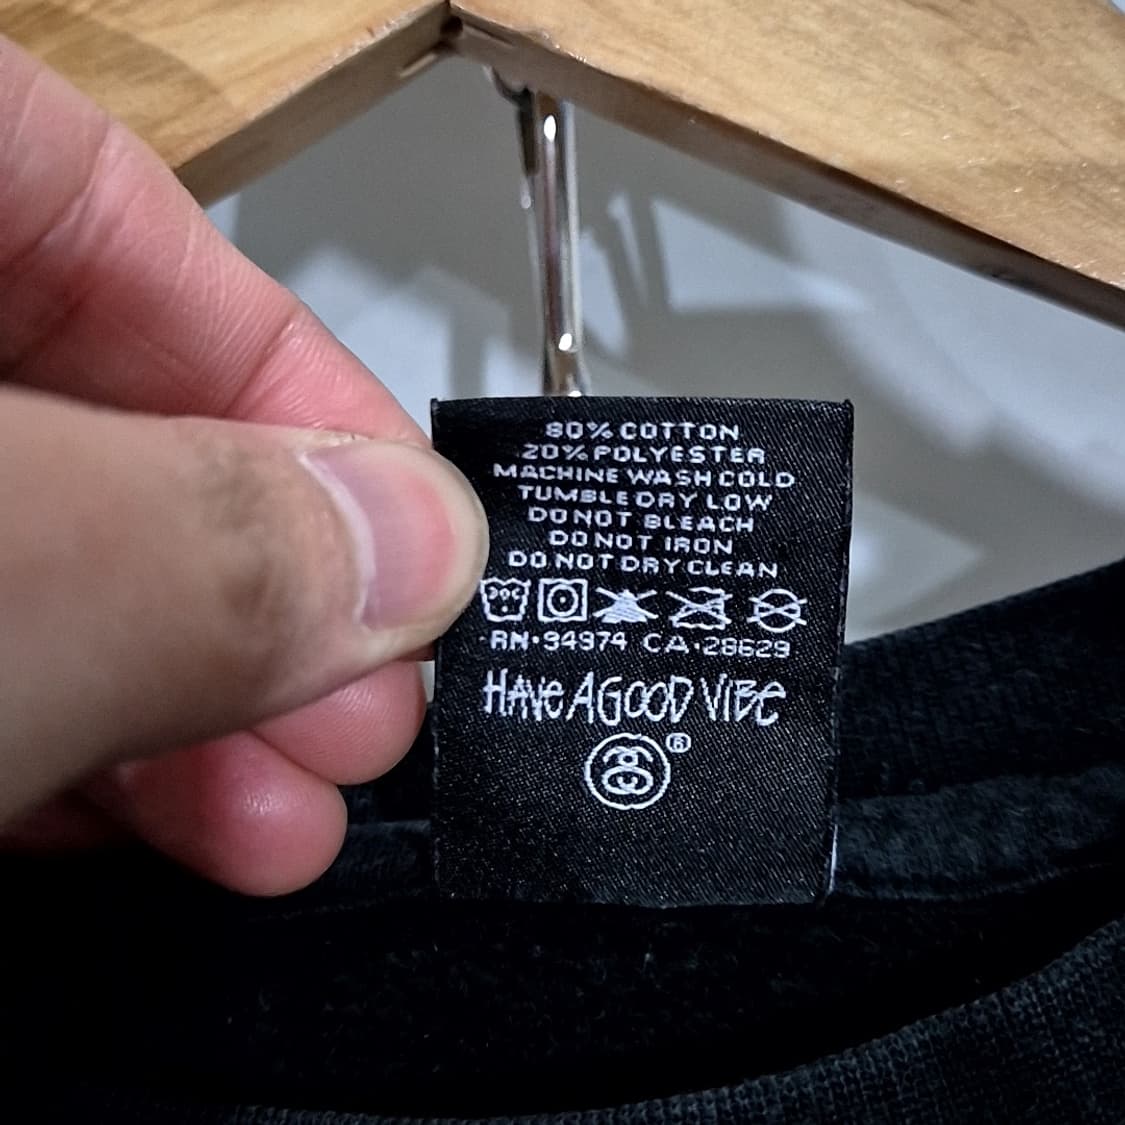 80% COTTON
20% POLYESTER
MACHINE WASH COLD
TUMBLE DRY LOW
DO NOT BLEACH
DO NOT IRON
DO NOT DRY CLEAN
RN·94974 CA·28629
HAVE A GOOD VIBE
®